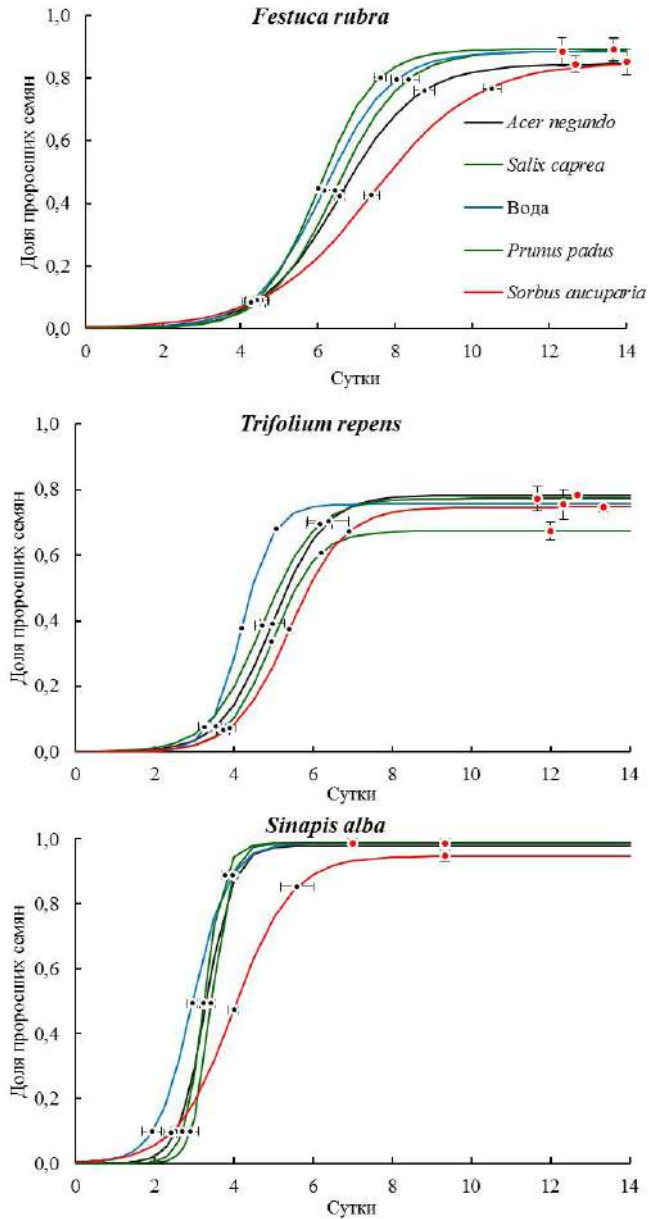 Festuca rubra
1,0
0,8
0,6
0,4
0,2
0,0
Доля проросших семян
0 2 4 6 8 10 12 14
Сутки
Acer negundo
Salix caprea
Вода
Prunus padus
Sorbus aucuparia
Trifolium repens
1,0
0,8
0,6
0,4
0,2
0,0
Доля проросших семян
0 2 4 6 8 10 12 14
Сутки
Sinapis alba
1,0
0,8
0,6
0,4
0,2
0,0
Доля проросших семян
0 2 4 6 8 10 12 14
Сутки